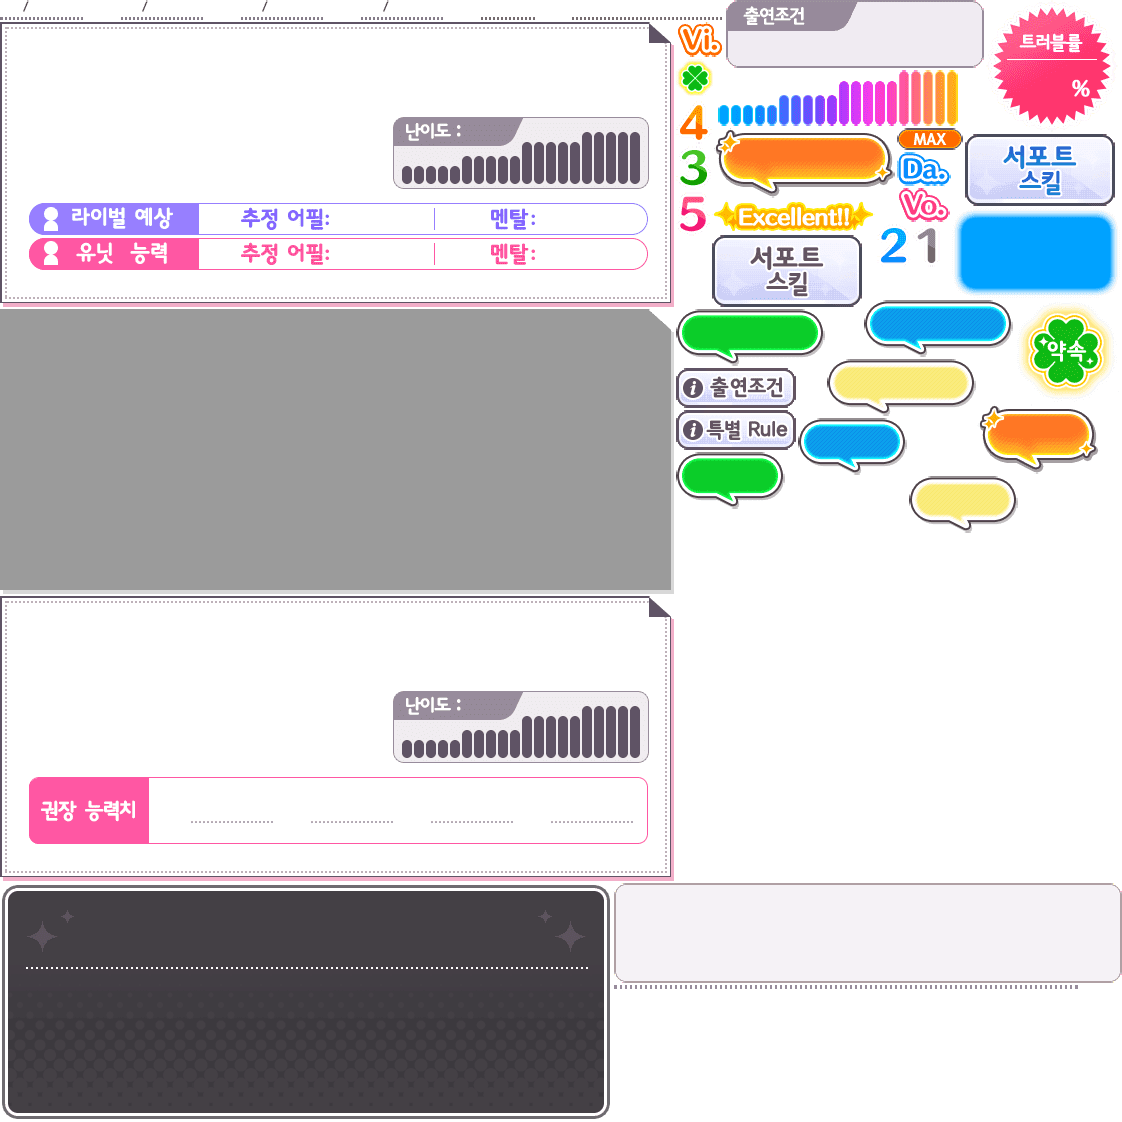 / / / /
출연조건
Vi.
트러블률
%
난이도 :
4
MAX
3
Da.
서포트
스킬
라이벌 예상 추정 어필: 멘탈:
5
Excellent!!
Vo.
유닛 능력 추정 어필: 멘탈:
2 1
서포트
스킬
약속
출연조건
특별 Rule
난이도 :
권장 능력치